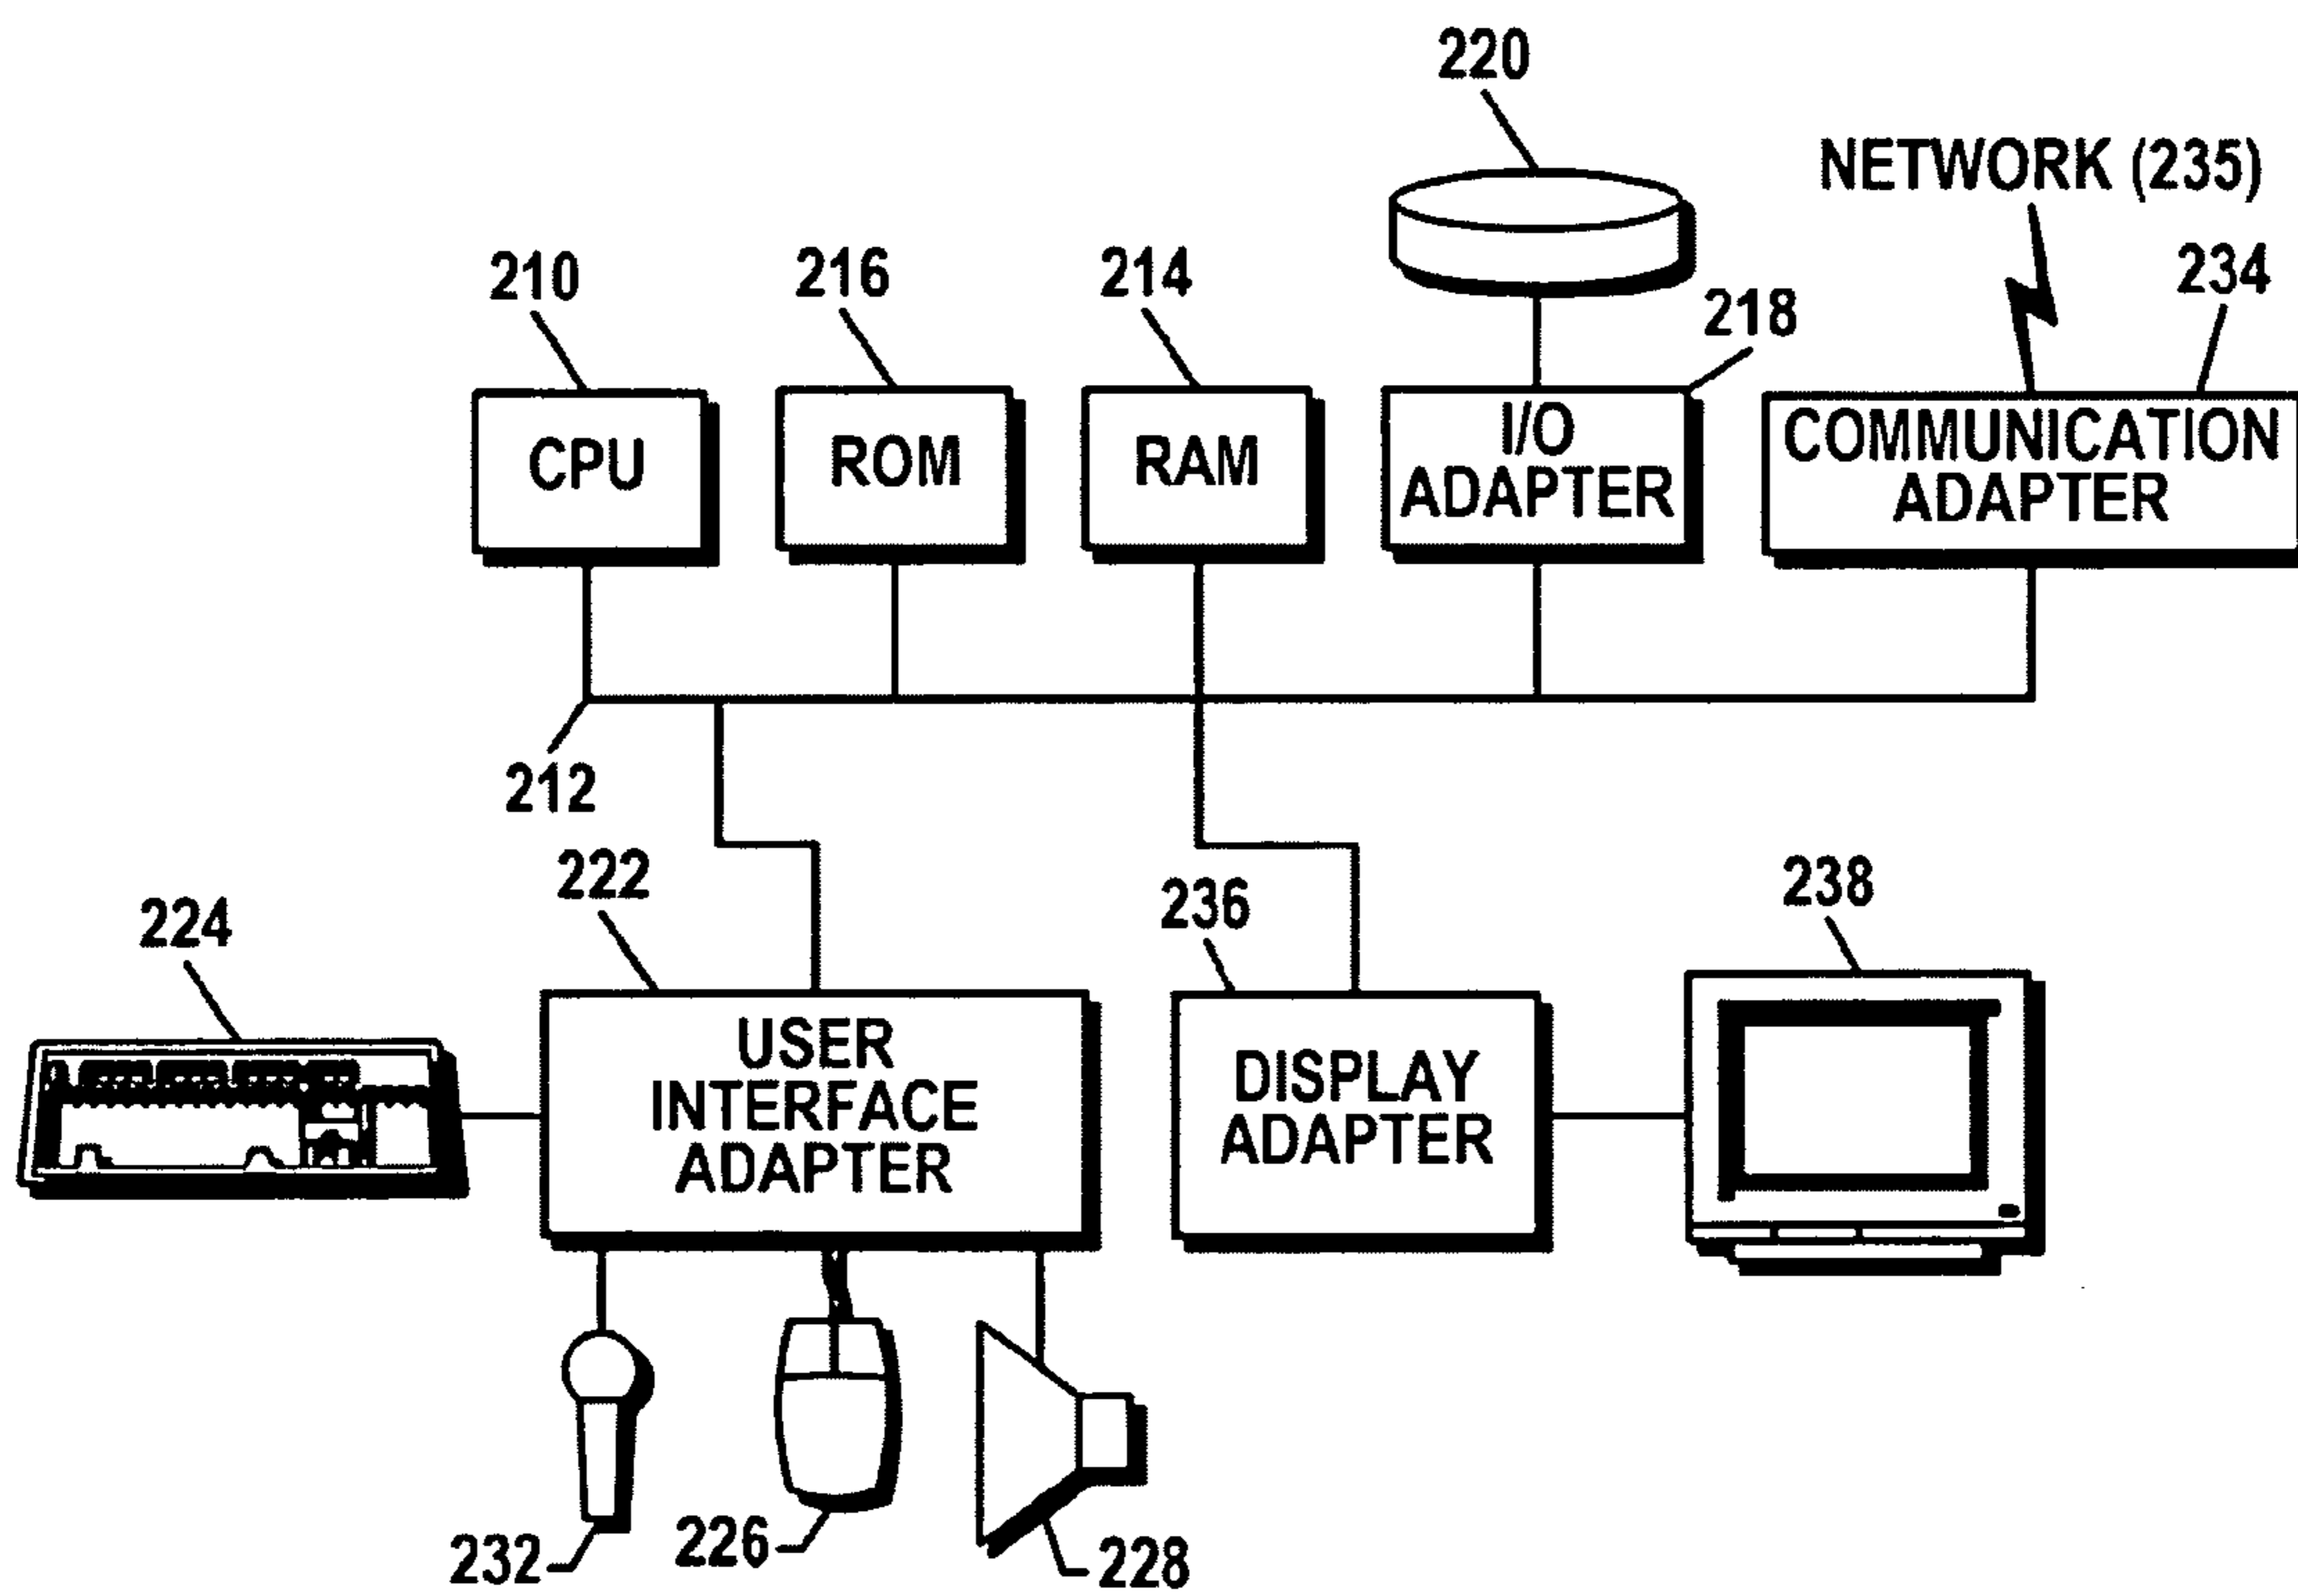 220
NETWORK (235)
210
216
214
218
234
CPU
ROM
RAM
I/O
ADAPTER
COMMUNICATION
ADAPTER
212
222
236
238
224
USER
INTERFACE
ADAPTER
DISPLAY
ADAPTER
232
226
228